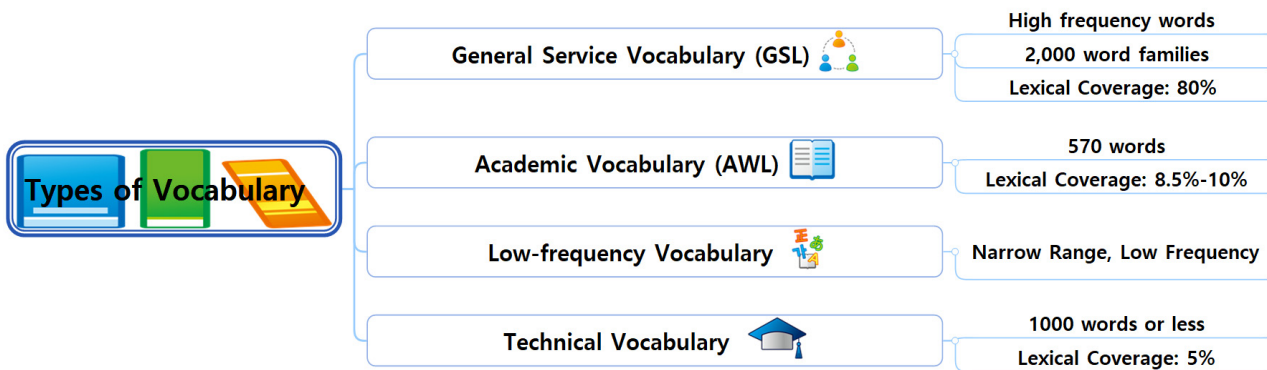 Types of Vocabulary
General Service Vocabulary (GSL)
High frequency words
2,000 word families
Lexical Coverage: 80%
Academic Vocabulary (AWL)
570 words
Lexical Coverage: 8.5%-10%
Low-frequency Vocabulary
Narrow Range, Low Frequency
Technical Vocabulary
1000 words or less
Lexical Coverage: 5%